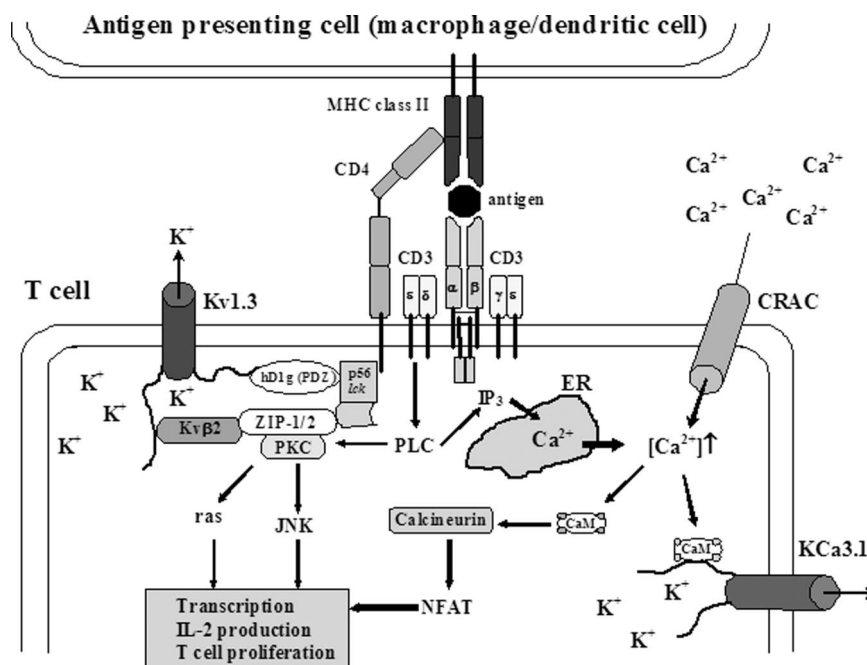 Antigen presenting cell (macrophage/dendritic cell)
MHC class II
CD4
antigen
Ca²⁺
Ca²⁺
Ca²⁺
Ca²⁺
Ca²⁺
K⁺
T cell
Kv1.3
CD3
ε δ
α β
CD3
γ ε
CRAC
K⁺
K⁺
K⁺
K⁺
hD1g (PDZ)
p56
lck
Kvβ2
ZIP-1/2
PKC
PLC
IP₃
ER
Ca²⁺
[Ca²⁺]↑
ras
JNK
Calcineurin
CaM
CaM
KCa3.1
NFAT
K⁺
K⁺
K⁺
Transcription
IL-2 production
T cell proliferation